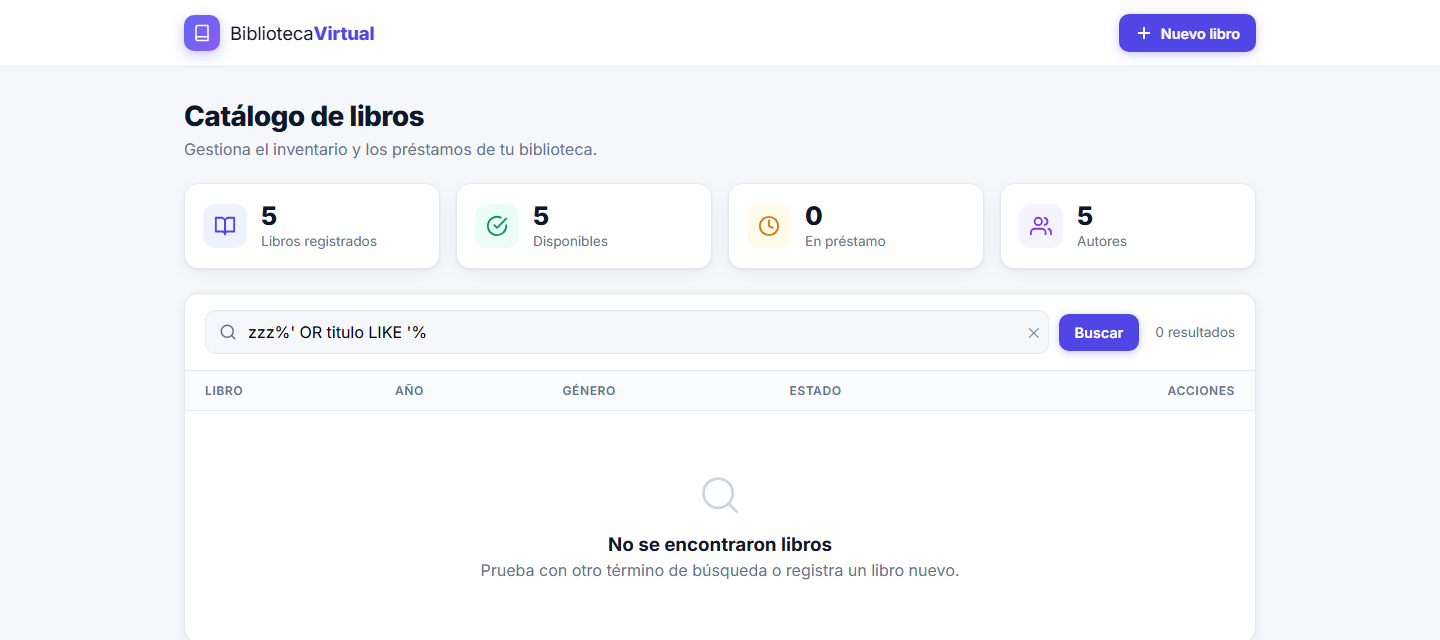 BibliotecaVirtual
Nuevo libro
Catálogo de libros
Gestiona el inventario y los préstamos de tu biblioteca.
5
Libros registrados
5
Disponibles
0
En préstamo
5
Autores
zzz%' OR titulo LIKE '%
Buscar
0 resultados
LIBRO AÑO GÉNERO ESTADO ACCIONES
No se encontraron libros
Prueba con otro término de búsqueda o registra un libro nuevo.